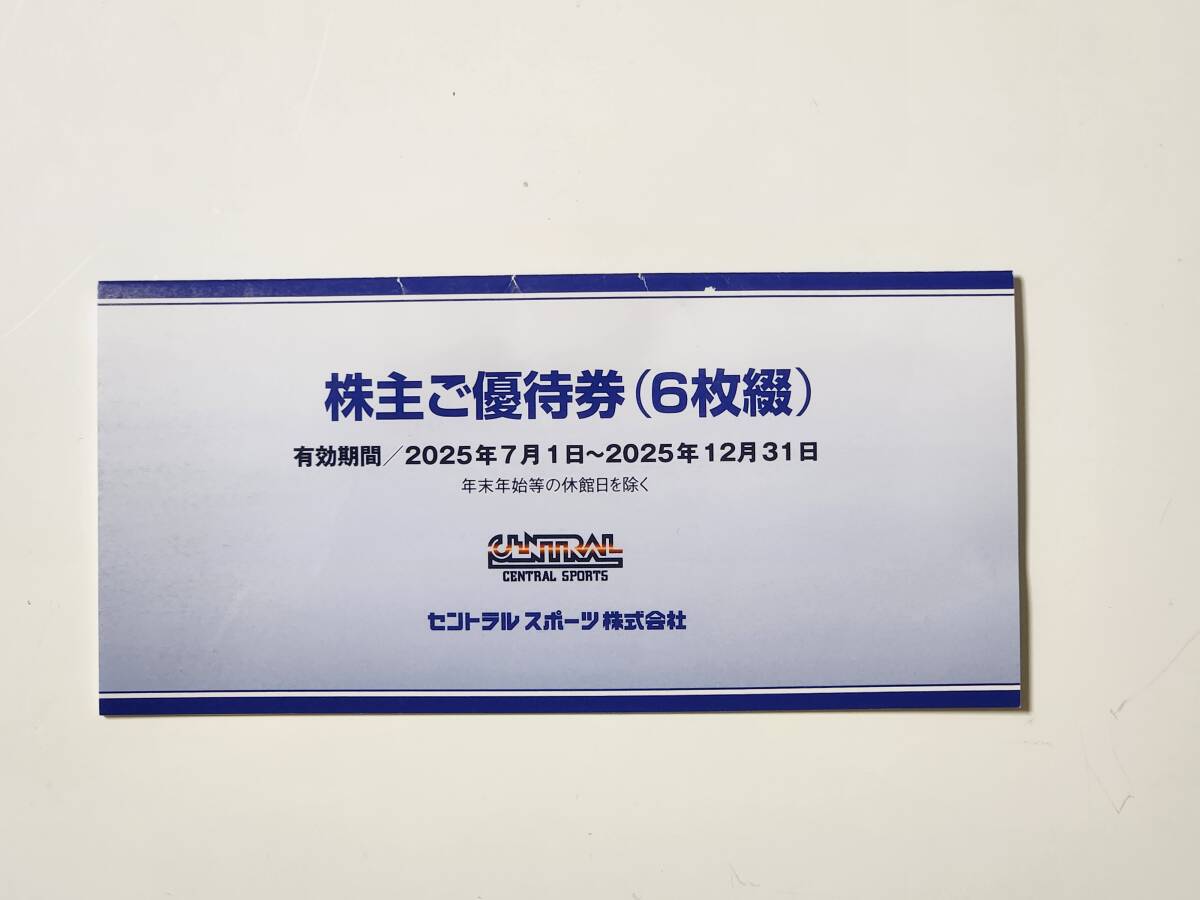 株主ご優待券(6枚綴)
有効期間/2025年7月1日~2025年12月31日
年末年始等の休館日を除く
CENTRAL
CENTRAL SPORTS
セントラルスポーツ株式会社